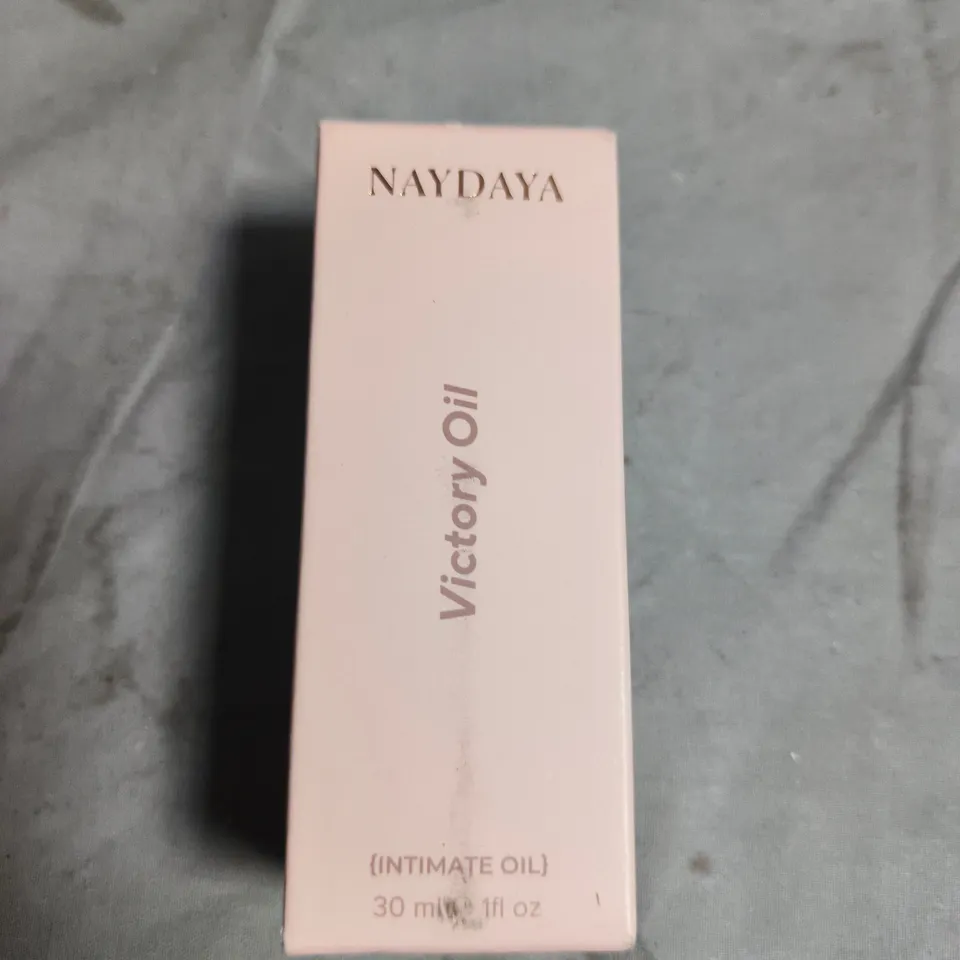 NAYDAYA
Victory Oil
{INTIMATE OIL}
30 ml 1fl oz